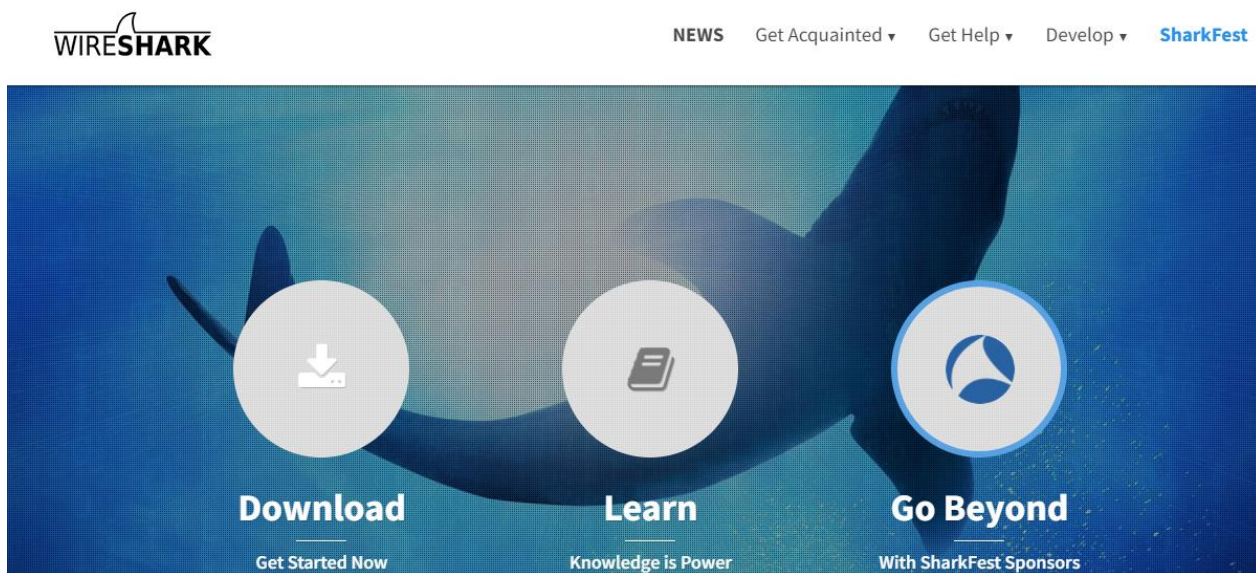 WIRESHARK
NEWS Get Acquainted ▾ Get Help ▾ Develop ▾ SharkFest
Download Learn Go Beyond
Get Started Now Knowledge is Power With SharkFest Sponsors